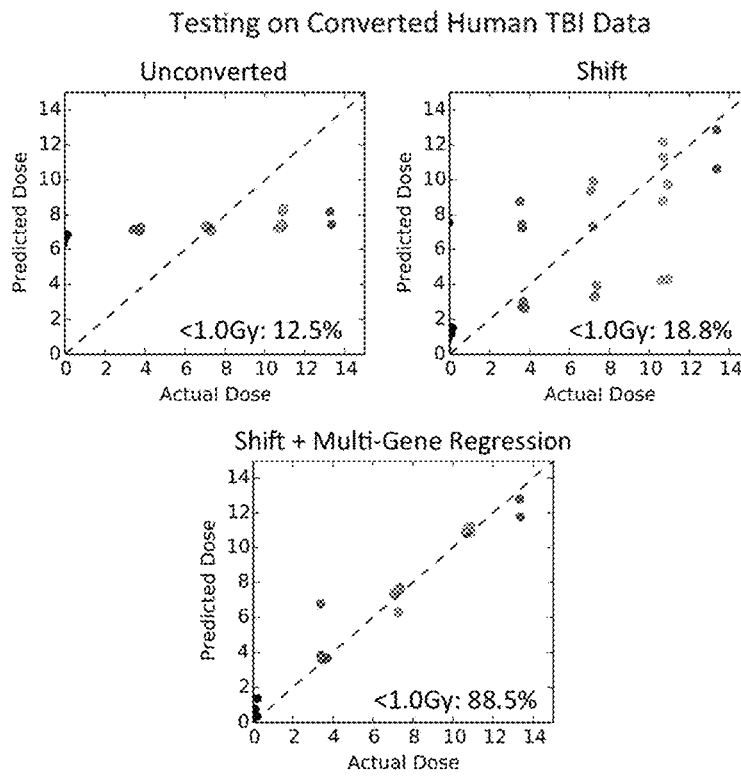 Testing on Converted Human TBI Data
Unconverted
Shift
14
12
10
8
6
4
2
0
Predicted Dose
<1.0Gy: 12.5%
0 2 4 6 8 10 12 14
Actual Dose
14
12
10
8
6
4
2
0
Predicted Dose
<1.0Gy: 18.8%
0 2 4 6 8 10 12 14
Actual Dose
Shift + Multi-Gene Regression
14
12
10
8
6
4
2
0
Predicted Dose
<1.0Gy: 88.5%
0 2 4 6 8 10 12 14
Actual Dose